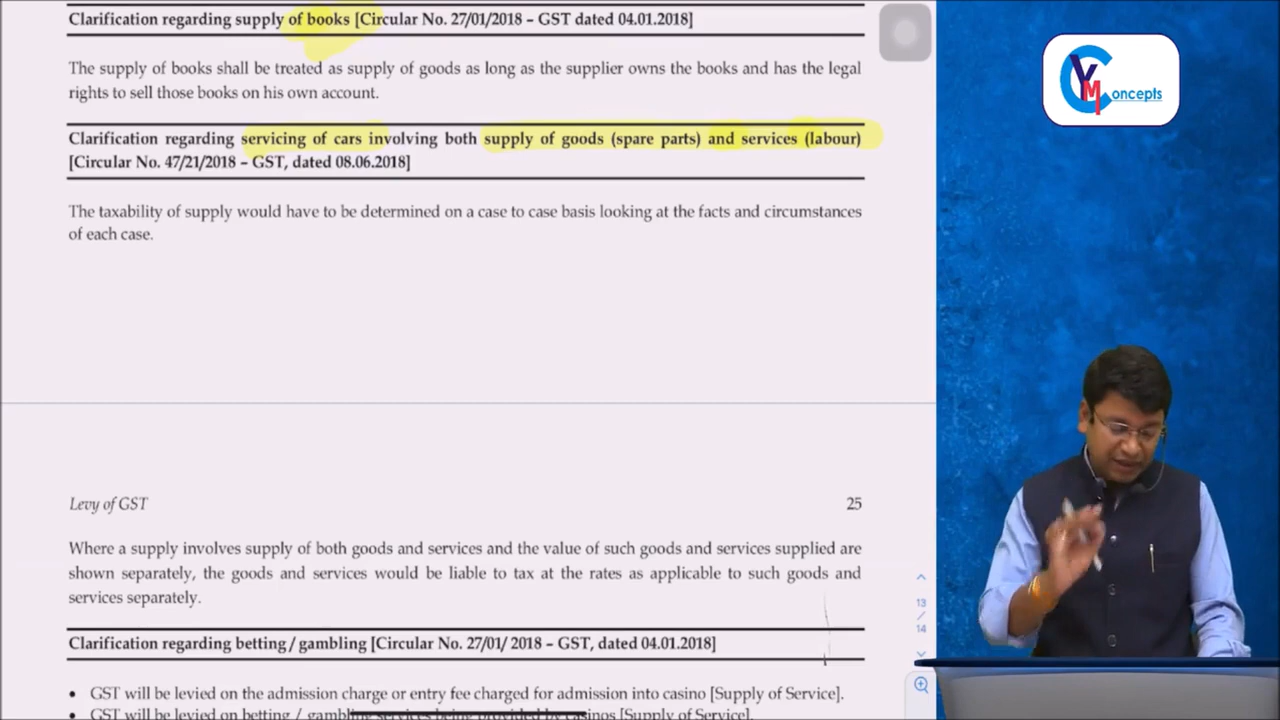 Clarification regarding supply of books [Circular No. 27/01/2018 – GST dated 04.01.2018]
The supply of books shall be treated as supply of goods as long as the supplier owns the books and has the legal
rights to sell those books on his own account.
Clarification regarding servicing of cars involving both supply of goods (spare parts) and services (labour)
[Circular No. 47/21/2018 – GST, dated 08.06.2018]
The taxability of supply would have to be determined on a case to case basis looking at the facts and circumstances
of each case.
Levy of GST 25
Where a supply involves supply of both goods and services and the value of such goods and services supplied are
shown separately, the goods and services would be liable to tax at the rates as applicable to such goods and
services separately.
Clarification regarding betting / gambling [Circular No. 27/01/ 2018 – GST, dated 04.01.2018]
• GST will be levied on the admission charge or entry fee charged for admission into casino [Supply of Service].
• GST will be levied on betting / gambling services being provided by casinos [Supply of Service].
13
/
14
YM Concepts